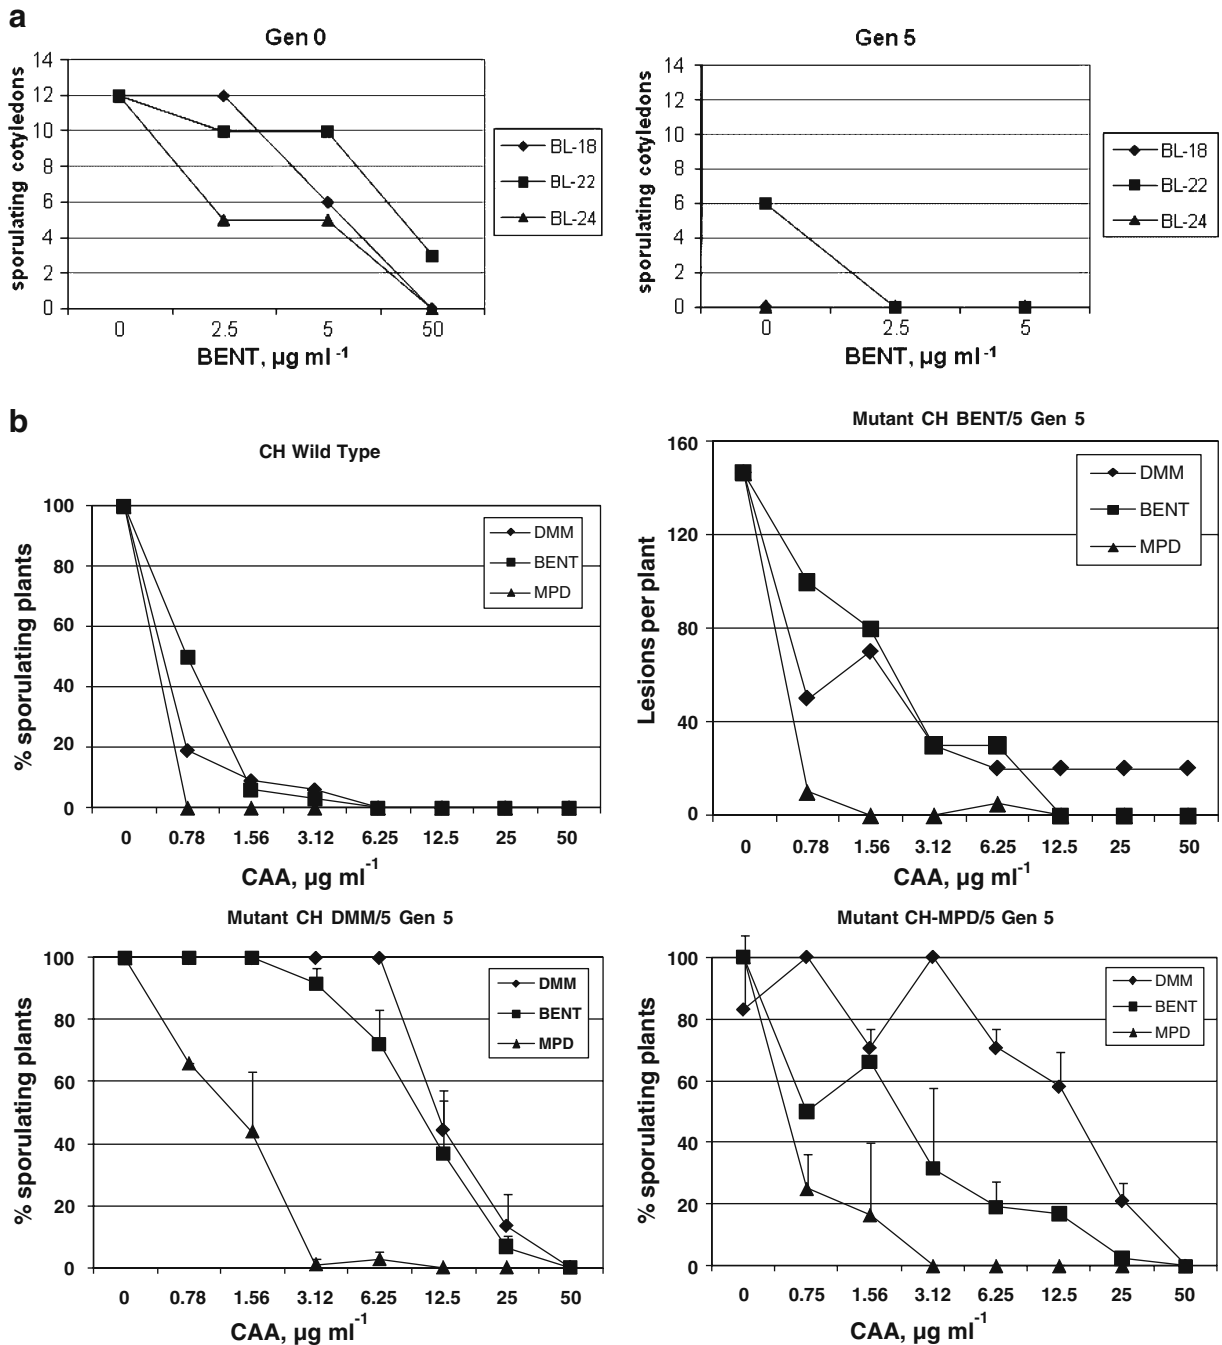 a
Gen 0
14
12
10
8
6
4
2
0
sporulating cotyledons
0 2.5 5 50
BENT, µg ml -1
BL-18
BL-22
BL-24
Gen 5
14
12
10
8
6
4
2
0
sporulating cotyledons
0 2.5 5
BENT, µg ml -1
BL-18
BL-22
BL-24
b
CH Wild Type
100
80
60
40
20
0
% sporulating plants
0 0.78 1.56 3.12 6.25 12.5 25 50
CAA, µg ml-1
DMM
BENT
MPD
Mutant CH BENT/5 Gen 5
160
120
80
40
0
Lesions per plant
0 0.78 1.56 3.12 6.25 12.5 25 50
CAA, µg ml-1
DMM
BENT
MPD
Mutant CH DMM/5 Gen 5
100
80
60
40
20
0
% sporulating plants
0 0.78 1.56 3.12 6.25 12.5 25 50
CAA, µg ml-1
DMM
BENT
MPD
Mutant CH-MPD/5 Gen 5
100
80
60
40
20
0
% sporulating plants
0 0.75 1.56 3.12 6.25 12.5 25 50
CAA, µg ml-1
DMM
BENT
MPD